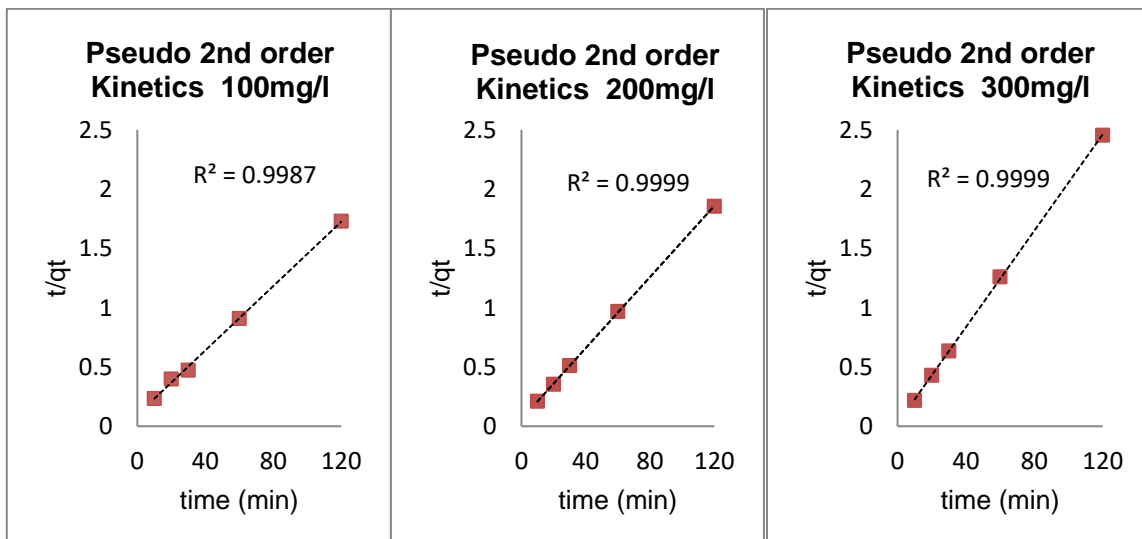 Pseudo 2nd order
Kinetics 100mg/l
2.5
2
1.5
1
0.5
0
t/qt
R² = 0.9987
0
40
80
120
time (min)
Pseudo 2nd order
Kinetics 200mg/l
2.5
2
1.5
1
0.5
0
t/qt
R² = 0.9999
0
40
80
120
time (min)
Pseudo 2nd order
Kinetics 300mg/l
2.5
2
1.5
1
0.5
0
t/qt
R² = 0.9999
0
40
80
120
time (min)